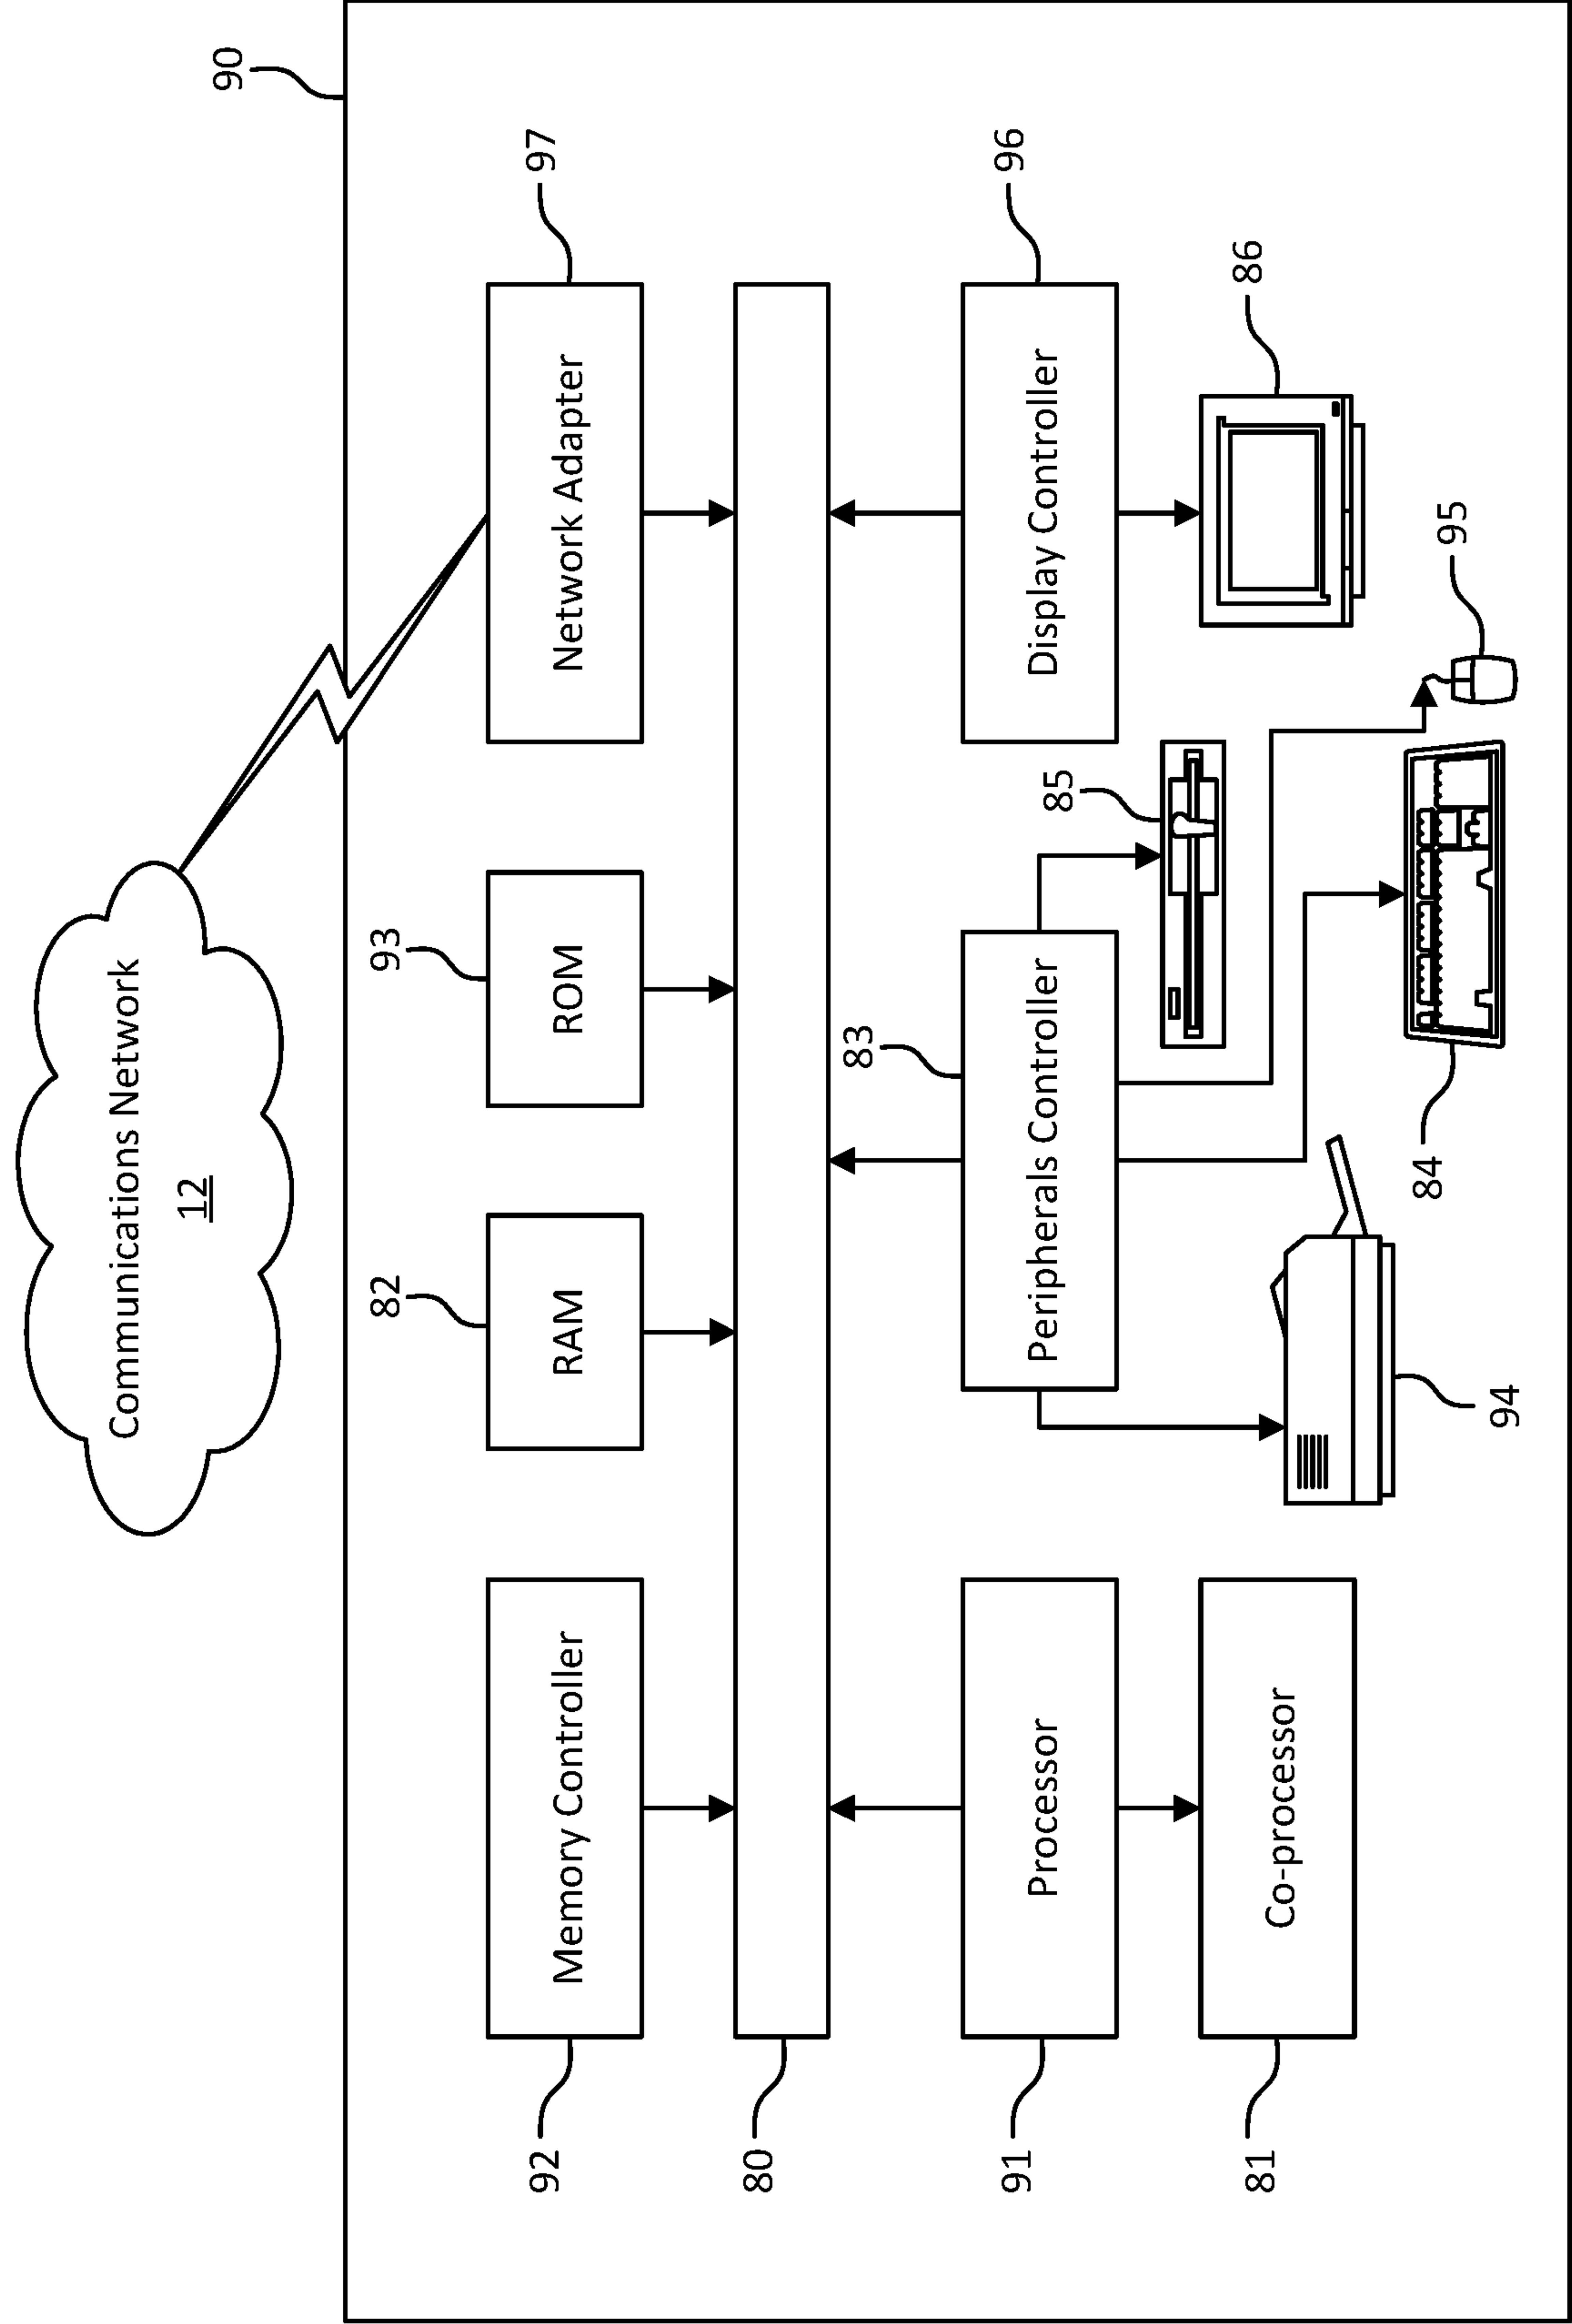 Communications Network
12
90
Memory Controller
92
RAM
82
ROM
93
Network Adapter
97
80
Processor
91
Peripherals Controller
83
Display Controller
96
Co-processor
81
85
86
94
84
95